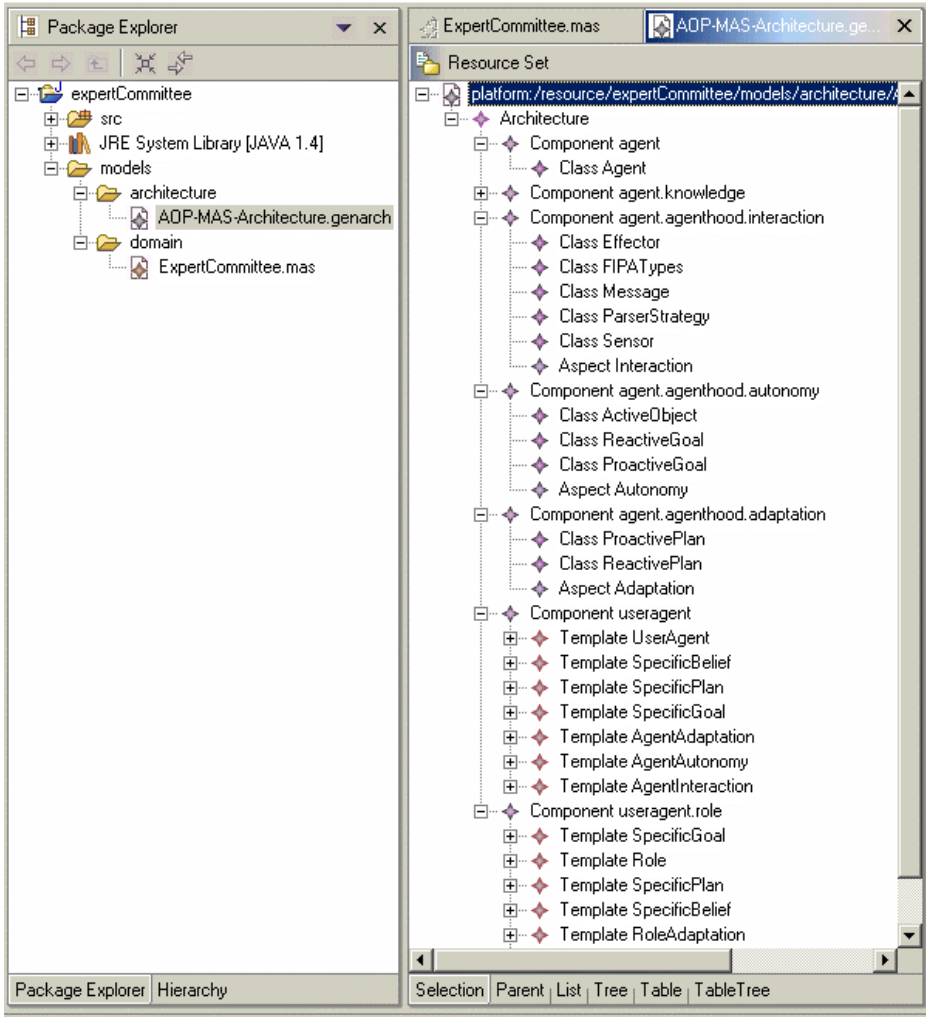 Package Explorer
expertCommittee
src
JRE System Library [JAVA 1.4]
models
architecture
AOP-MAS-Architecture.genarch
domain
ExpertCommittee.mas
Package Explorer Hierarchy
ExpertCommittee.mas AOP-MAS-Architecture.ge...
Resource Set
platform:/resource/expertCommittee/models/architecture/
Architecture
Component agent
Class Agent
Component agent.knowledge
Component agent.agenthood.interaction
Class Effector
Class FIPATypes
Class Message
Class ParserStrategy
Class Sensor
Aspect Interaction
Component agent.agenthood.autonomy
Class ActiveObject
Class ReactiveGoal
Class ProactiveGoal
Aspect Autonomy
Component agent.agenthood.adaptation
Class ProactivePlan
Class ReactivePlan
Aspect Adaptation
Component useragent
Template UserAgent
Template SpecificBelief
Template SpecificPlan
Template SpecificGoal
Template AgentAdaptation
Template AgentAutonomy
Template AgentInteraction
Component useragent.role
Template SpecificGoal
Template Role
Template SpecificPlan
Template SpecificBelief
Template RoleAdaptation
Selection Parent List Tree Table TableTree